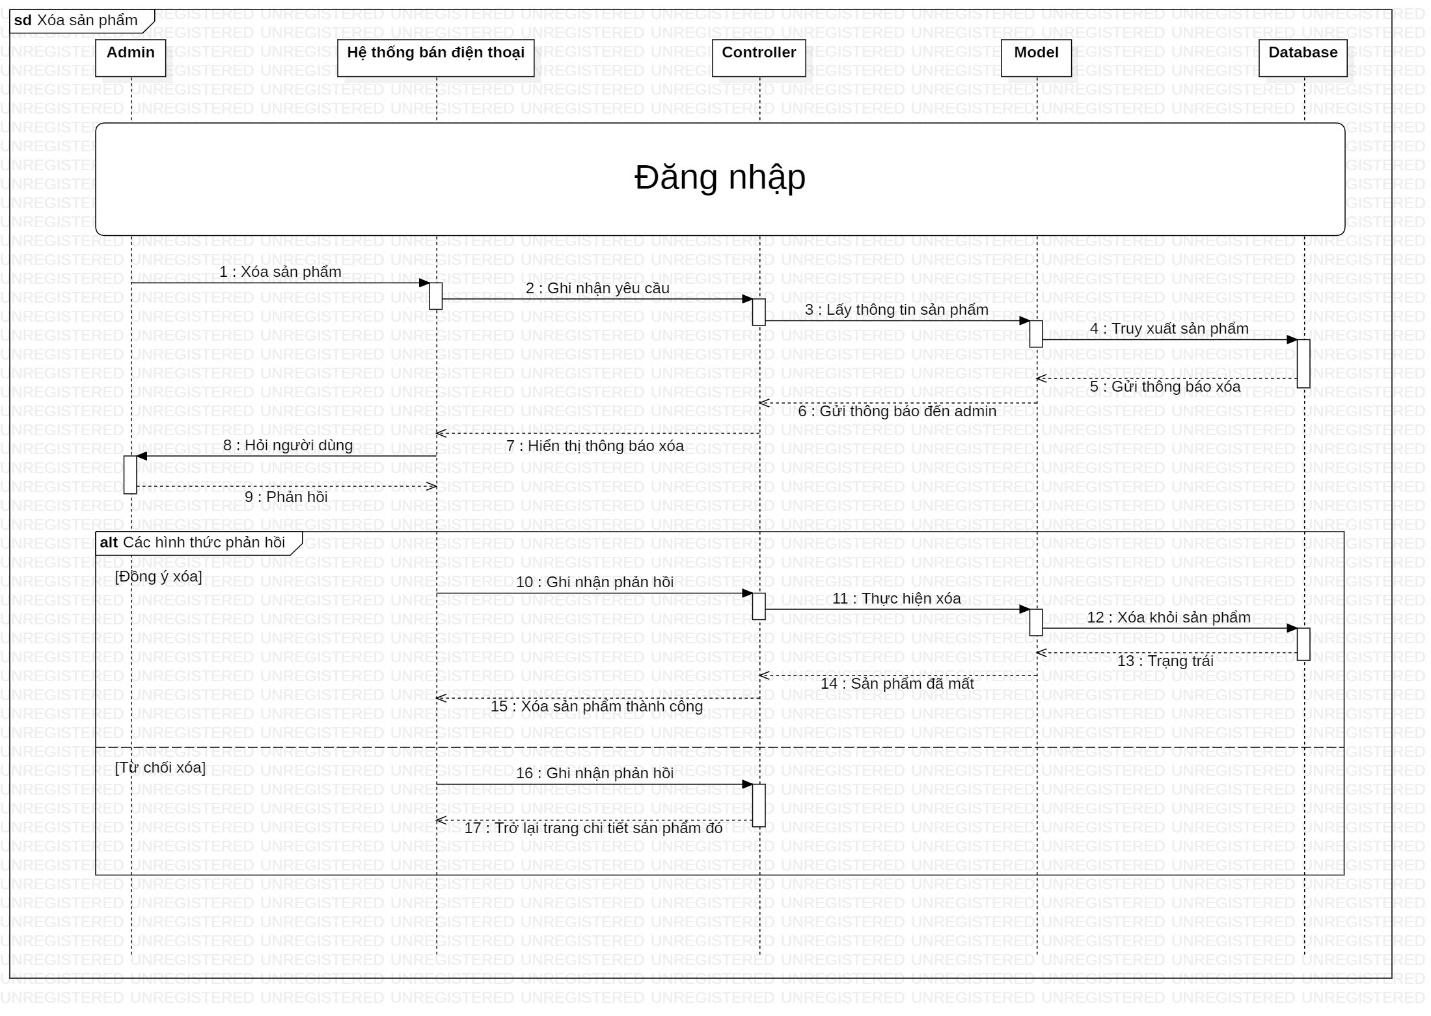 sd Xóa sản phẩm
Admin
Hệ thống bán điện thoại
Controller
Model
Database
Đăng nhập
1 : Xóa sản phẩm
2 : Ghi nhận yêu cầu
3 : Lấy thông tin sản phẩm
4 : Truy xuất sản phẩm
5 : Gửi thông báo xóa
6 : Gửi thông báo đến admin
7 : Hiển thị thông báo xóa
8 : Hỏi người dùng
9 : Phản hồi
alt Các hình thức phản hồi
[Đồng ý xóa]
10 : Ghi nhận phản hồi
11 : Thực hiện xóa
12 : Xóa khỏi sản phẩm
13 : Trạng trái
14 : Sản phẩm đã mất
15 : Xóa sản phẩm thành công
[Từ chối xóa]
16 : Ghi nhận phản hồi
17 : Trở lại trang chi tiết sản phẩm đó
UNREGISTERED